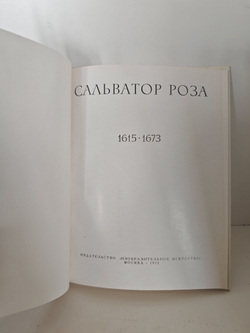 САЛЬВАТОР РОЗА
1615 · 1673
ИЗДАТЕЛЬСТВО «ИЗОБРАЗИТЕЛЬНОЕ ИСКУССТВО»
МОСКВА ·